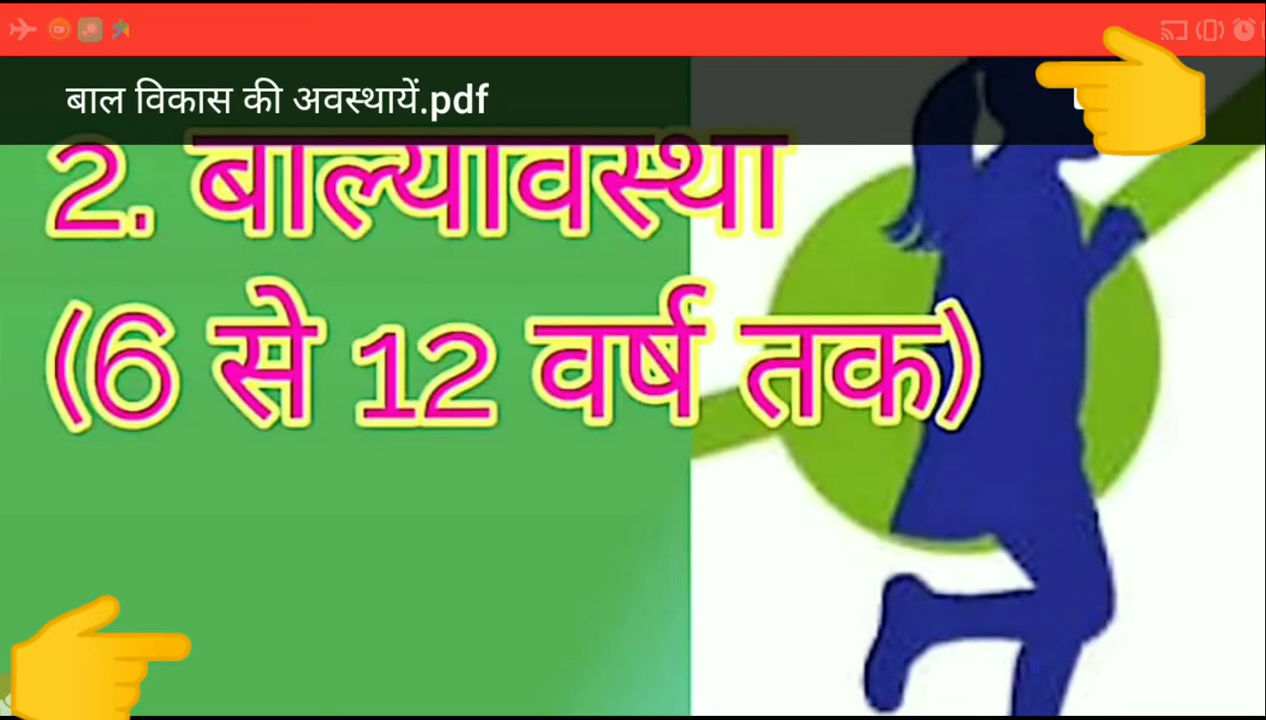 बाल विकास की अवस्थायें.pdf
2. बाल्यावस्था
(6 से 12 वर्ष तक)